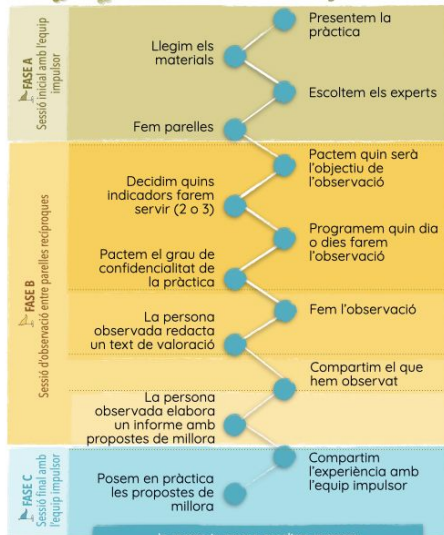 FASE A
Sessió inicial amb l'equip
impulsor
Presentem la
pràctica
Llegim els
materials
Escoltem els experts
Fem parelles
FASE B
Sessió d'observació entre parelles recíproques
Pactem quin serà
l'objectiu de
l'observació
Decidim quins
indicadors farem
servir (2 o 3)
Programem quin dia
o dies farem
l'observació
Pactem el grau de
confidencialitat de
la pràctica
Fem l'observació
La persona
observada redacta
un text de valoració
Compartim el que
hem observat
La persona
observada elabora
un informe amb
propostes de millora
FASE C
Sessió final amb
l'equip impulsor
Compartim
l'experiència amb
l'equip impulsor
Posem en pràctica
les propostes de
millora